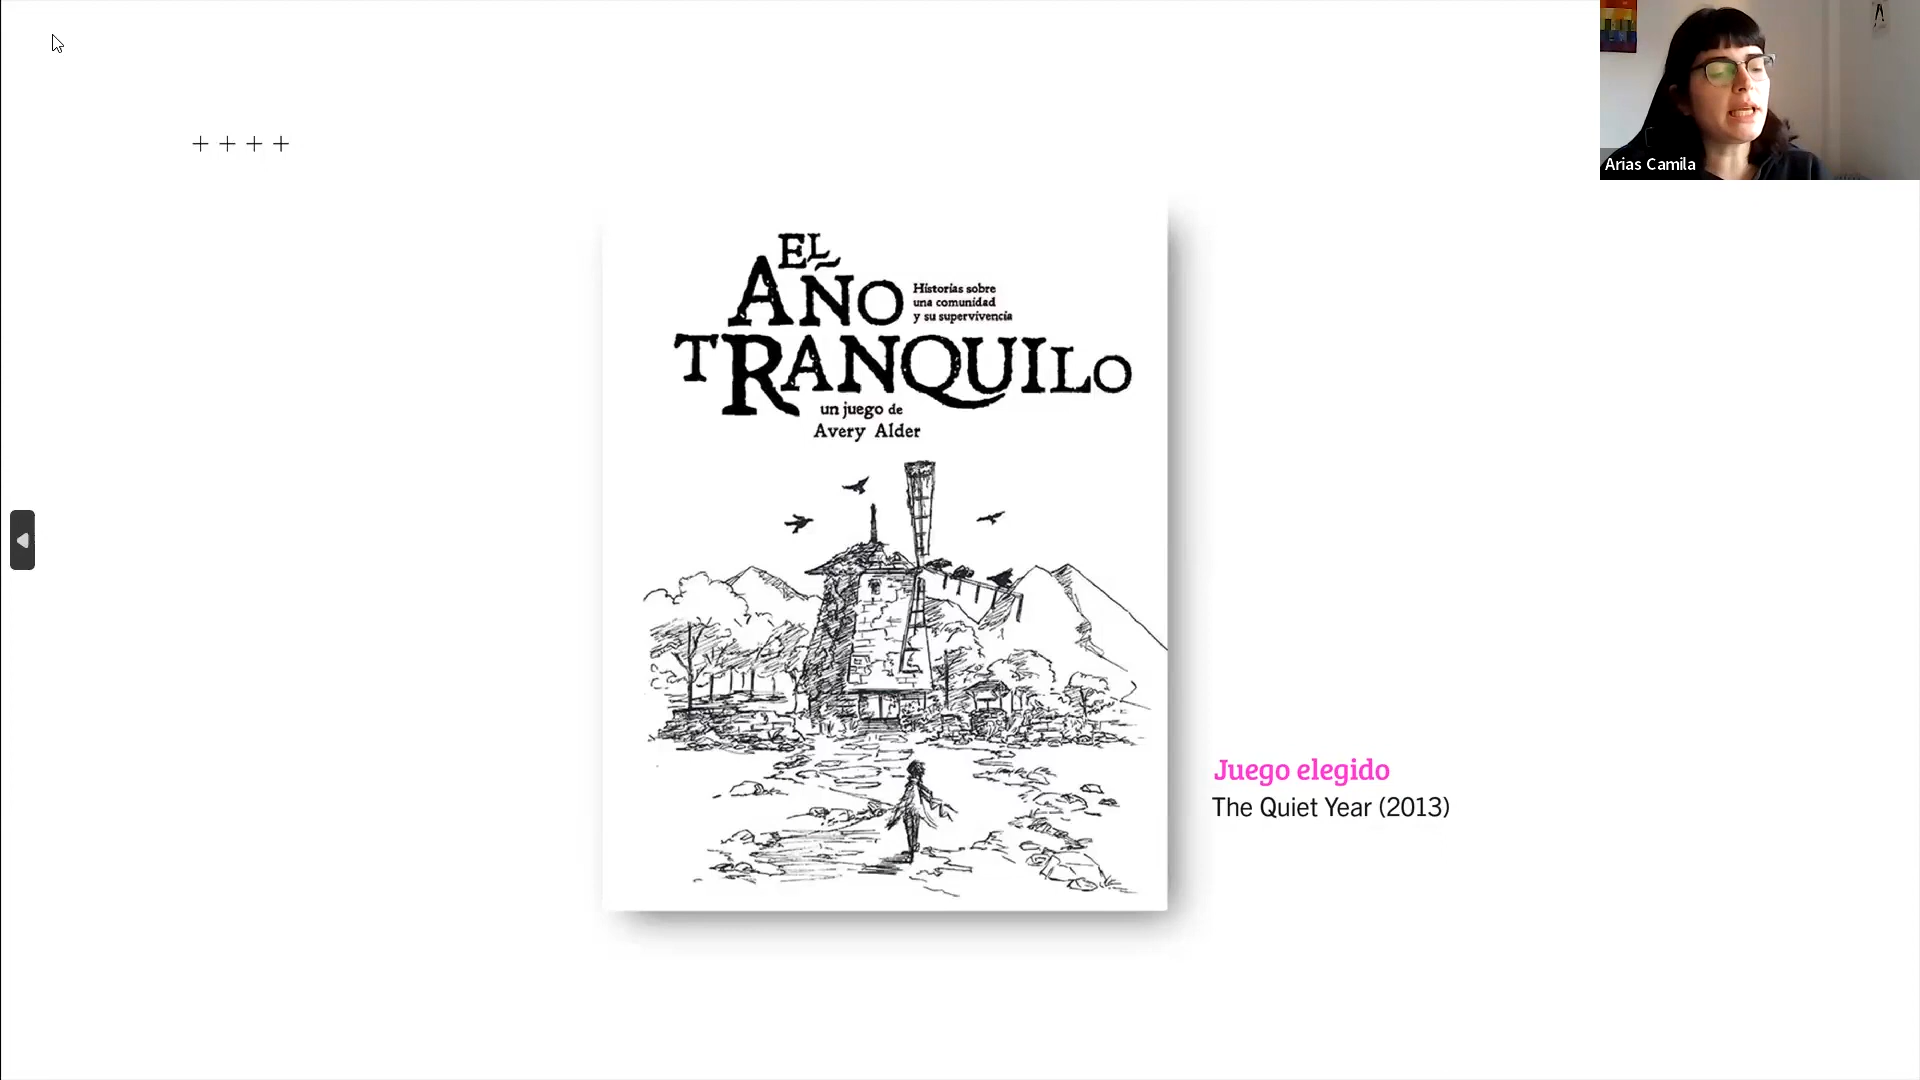 ++++
EL
AÑO
Historias sobre
una comunidad
y su supervivencia
TRANQUILO
un juego de
Avery Alder
Juego elegido
The Quiet Year (2013)
Arias Camila